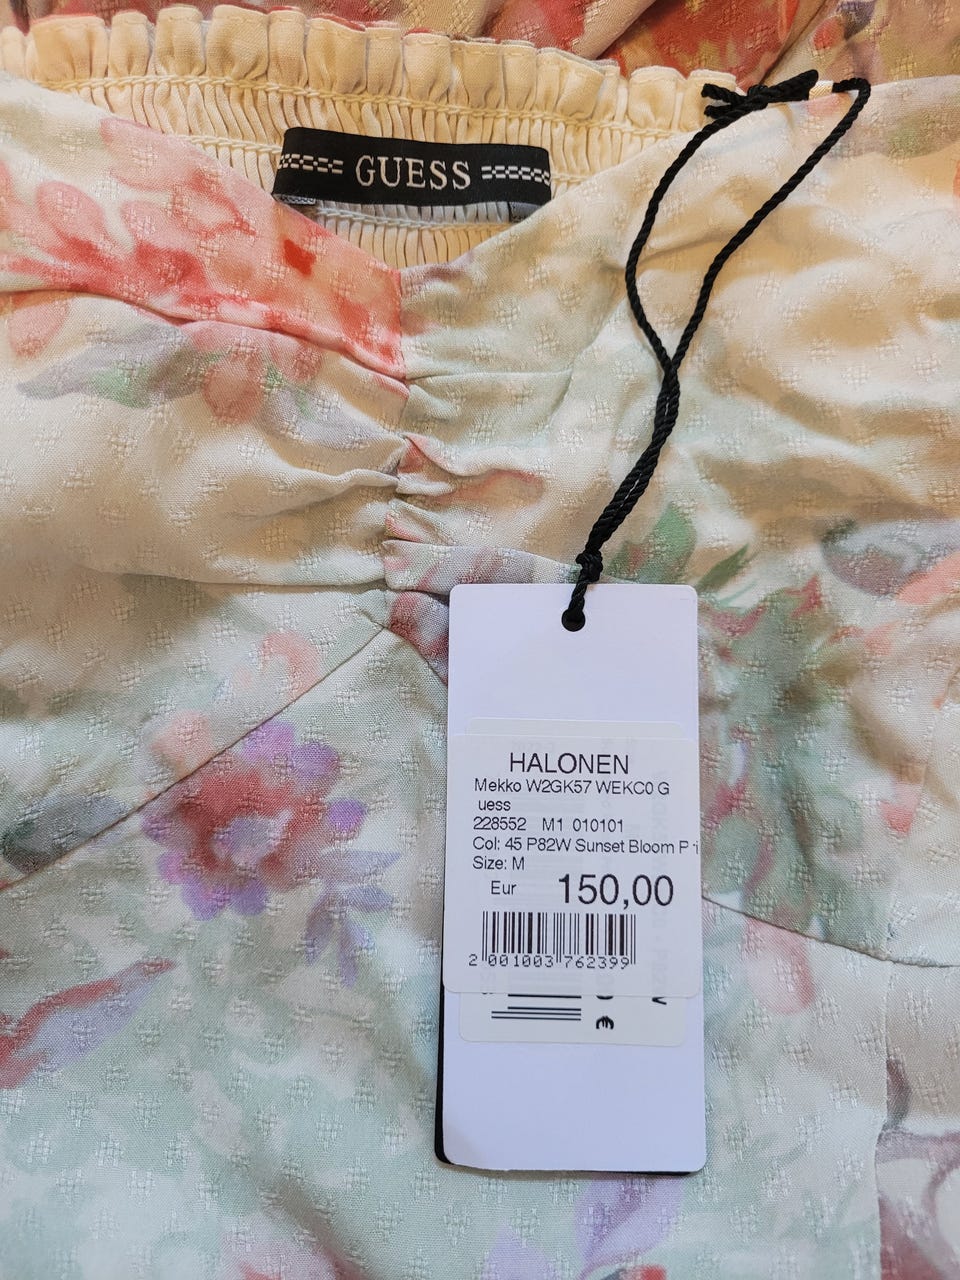 GUESS
HALONEN
Mekko W2GK57 WEKC0 G
uess
228552 M1 010101
Col: 45 P82W Sunset Bloom Pri
Size: M
Eur 150,00
2 001003 762399
€